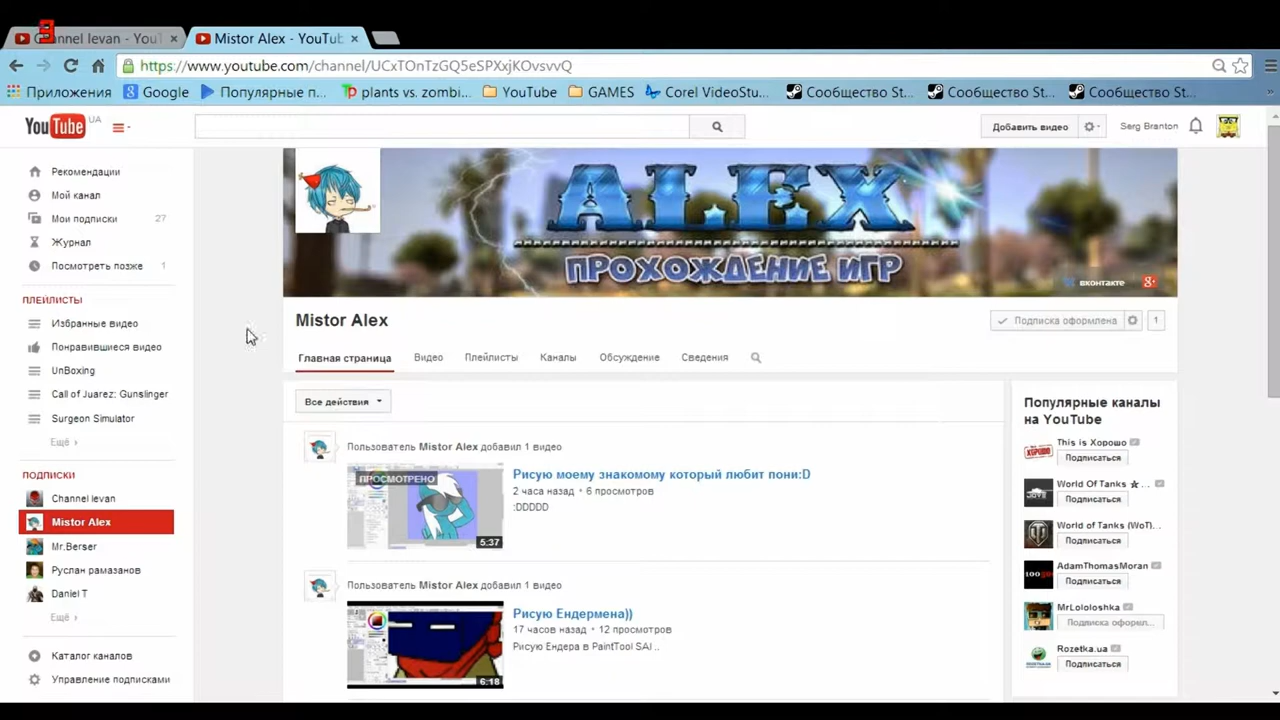 Channel levan - YouT
Mistor Alex - YouTub
https://www.youtube.com/channel/UCxTOnTzGQ5eSPXxjKOvsvvQ
Приложения
Google
Популярные п...
plants vs. zombi...
YouTube
GAMES
Corel VideoStu...
Сообщество St...
Сообщество St...
Сообщество St...
YouTube UA
Добавить видео
Serg Branton
Рекомендации
Мой канал
Мои подписки 27
Журнал
Посмотреть позже 1
ПЛЕЙЛИСТЫ
Избранные видео
Понравившиеся видео
UnBoxing
Call of Juarez: Gunslinger
Surgeon Simulator
Ещё ›
ПОДПИСКИ
Channel levan
Mistor Alex
Mr.Berser
Руслан рамазанов
Daniel T
Ещё ›
Каталог каналов
Управление подписками
ALEX
ПРОХОЖДЕНИЕ ИГР
вконтакте
g+
Mistor Alex
Подписка оформлена 1
Главная страница
Видео
Плейлисты
Каналы
Обсуждение
Сведения
Все действия
Пользователь Mistor Alex добавил 1 видео
ПРОСМОТРЕНО
5:37
Рисую моему знакомому который любит пони:D
2 часа назад • 6 просмотров
:DDDDD
Пользователь Mistor Alex добавил 1 видео
6:18
Рисую Ендермена))
17 часов назад • 12 просмотров
Рисую Ендера в PaintTool SAI ..
Популярные каналы
на YouTube
This is Хорошо
Подписаться
World Of Tanks ★...
Подписаться
World of Tanks (WoT)...
Подписаться
AdamThomasMoran
Подписаться
MrLololoshka
Подписка оформл...
Rozetka.ua
Подписаться